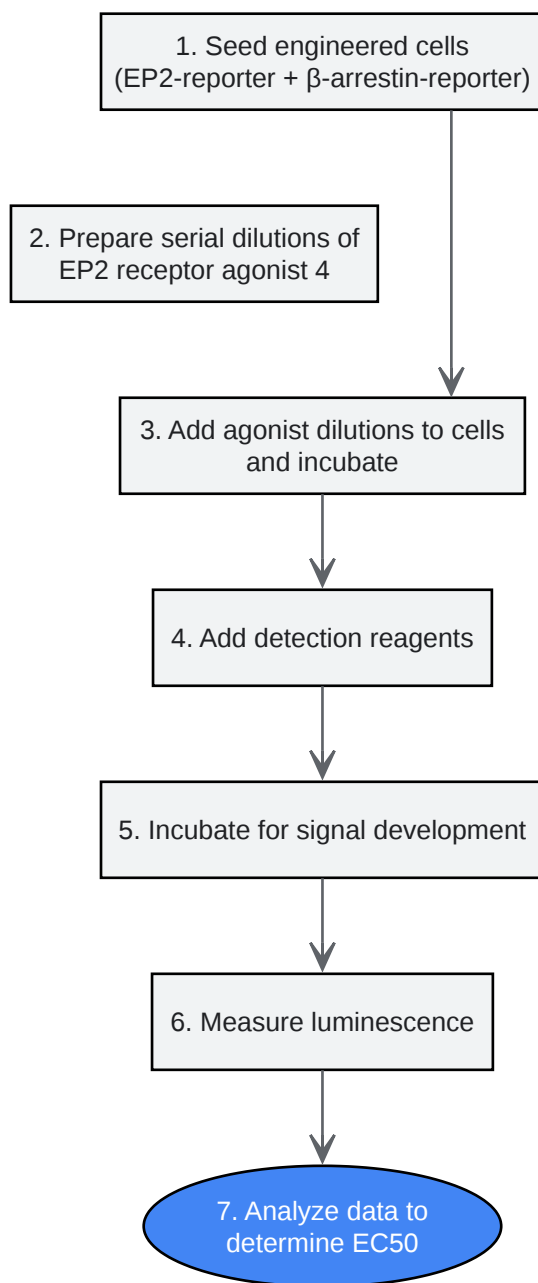 1. Seed engineered cells
(EP2-reporter + β-arrestin-reporter)
2. Prepare serial dilutions of
EP2 receptor agonist 4
3. Add agonist dilutions to cells
and incubate
4. Add detection reagents
5. Incubate for signal development
6. Measure luminescence
7. Analyze data to
determine EC50